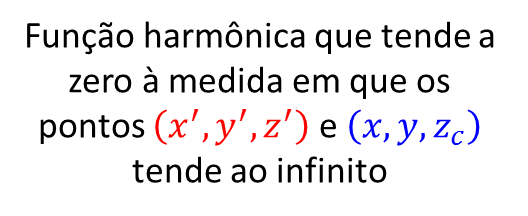 Função harmônica que tende a
zero à medida em que os
pontos (x′, y′, z′) e (x, y, z_c)
tende ao infinito